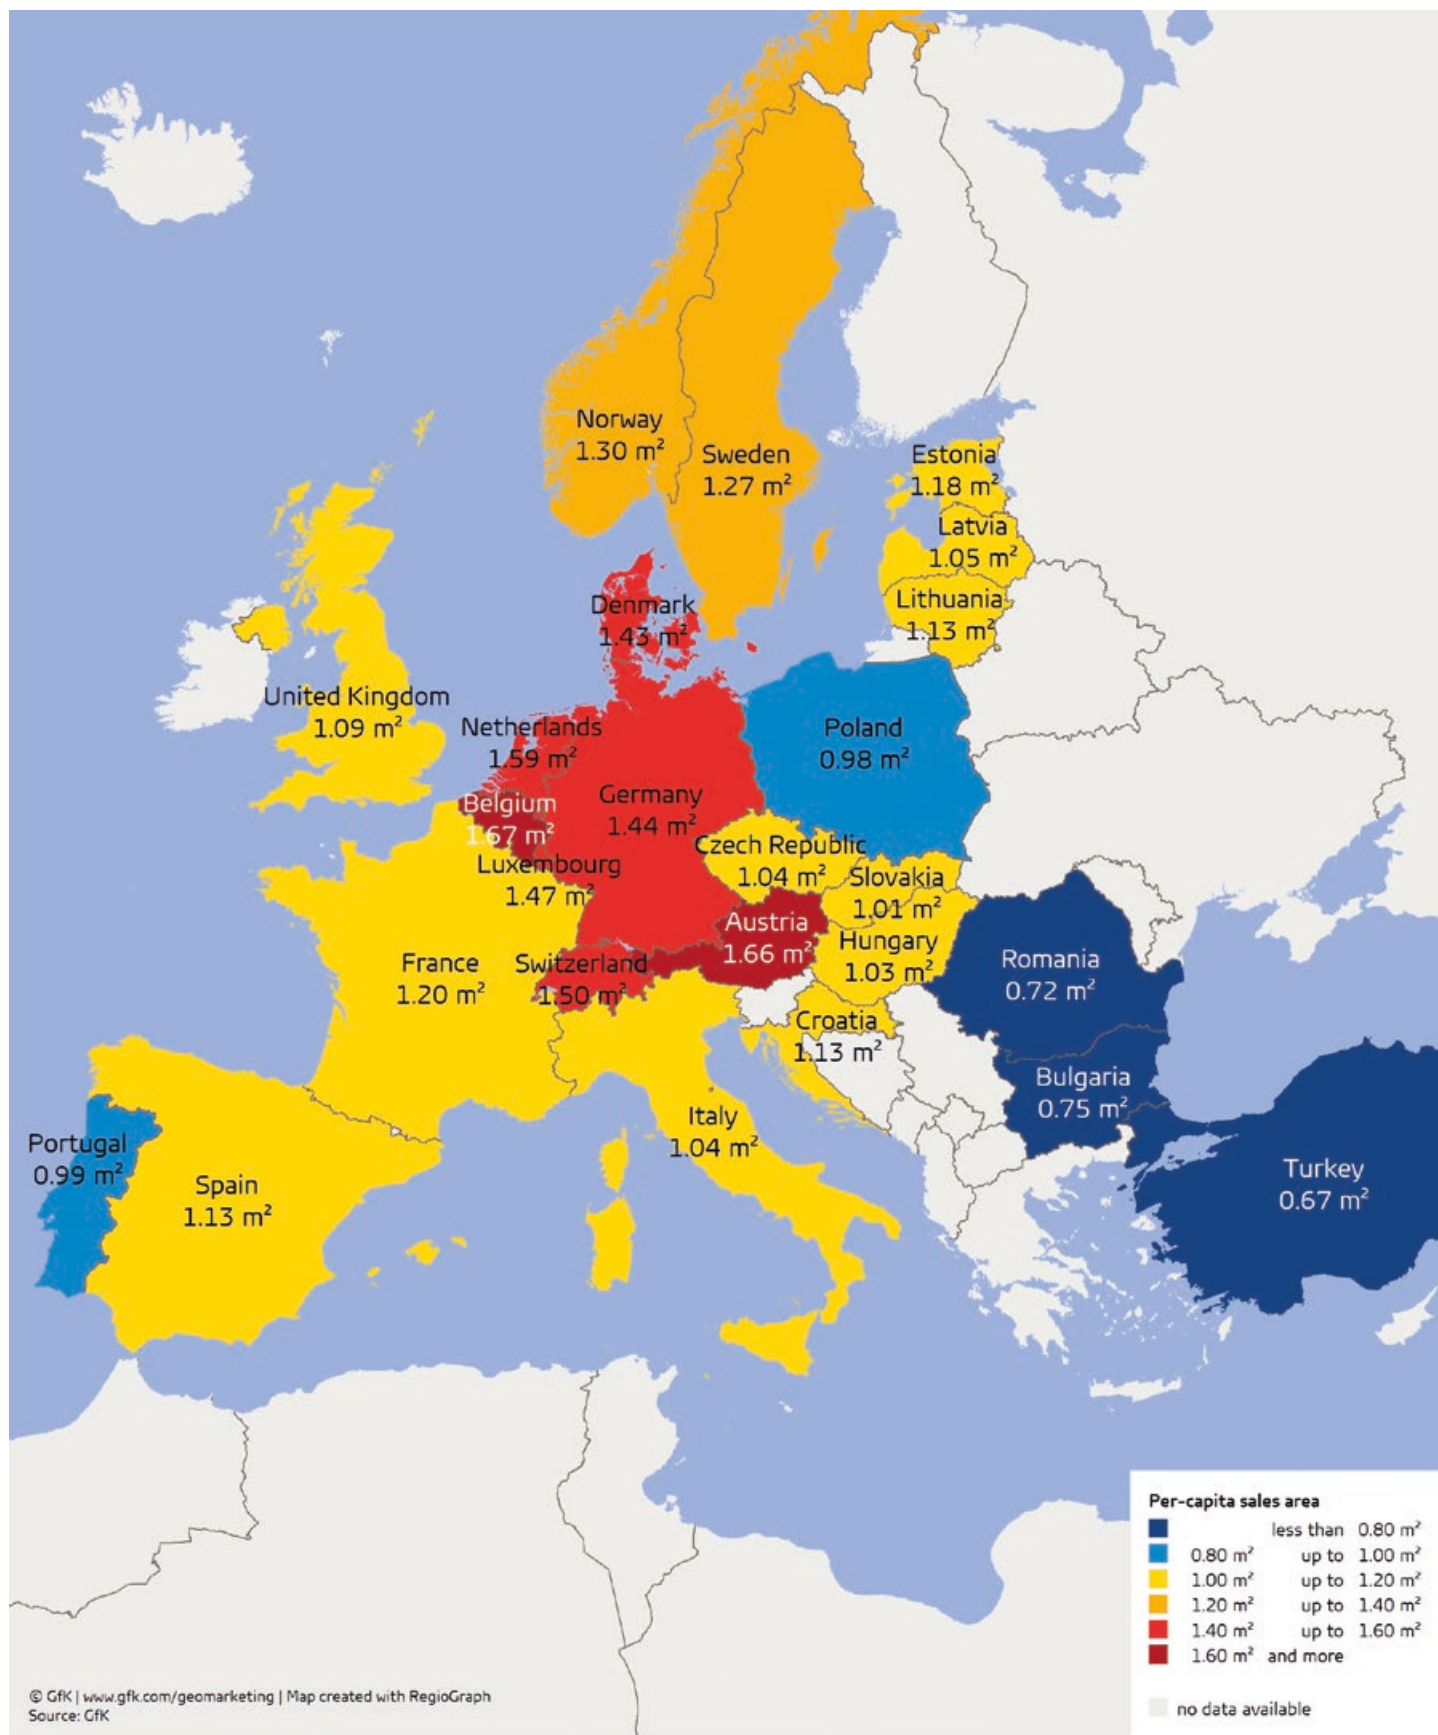 Norway
1.30 m²
Sweden
1.27 m²
Estonia
1.18 m²
Latvia
1.05 m²
Lithuania
1.13 m²
Denmark
1.43 m²
United Kingdom
1.09 m²
Netherlands
1.59 m²
Poland
0.98 m²
Belgium
1.67 m²
Germany
1.44 m²
Czech Republic
1.04 m²
Luxembourg
1.47 m²
Slovakia
1.01 m²
Austria
1.66 m²
Hungary
1.03 m²
France
1.20 m²
Switzerland
1.50 m²
Romania
0.72 m²
Croatia
1.13 m²
Bulgaria
0.75 m²
Italy
1.04 m²
Portugal
0.99 m²
Spain
1.13 m²
Turkey
0.67 m²
Per-capita sales area
less than 0.80 m²
0.80 m² up to 1.00 m²
1.00 m² up to 1.20 m²
1.20 m² up to 1.40 m²
1.40 m² up to 1.60 m²
1.60 m² and more
no data available
© GfK | www.gfk.com/geomarketing | Map created with RegioGraph
Source: GfK